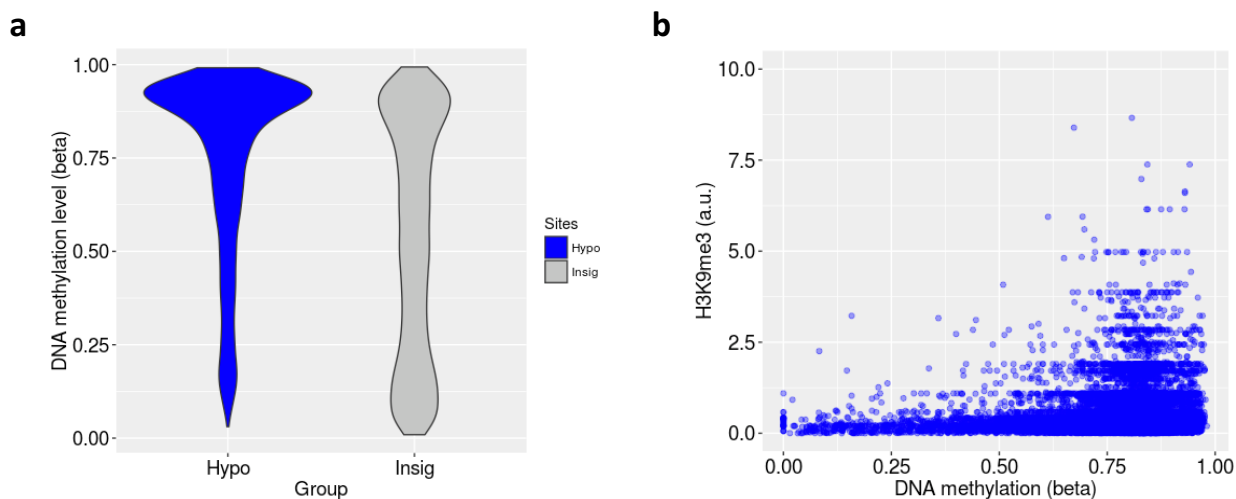 a
DNA methylation level (beta)
1.00
0.75
0.50
0.25
0.00
Hypo Insig
Group
Sites
Hypo
Insig
b
H3K9me3 (a.u.)
10.0
7.5
5.0
2.5
0.0
0.00 0.25 0.50 0.75 1.00
DNA methylation (beta)